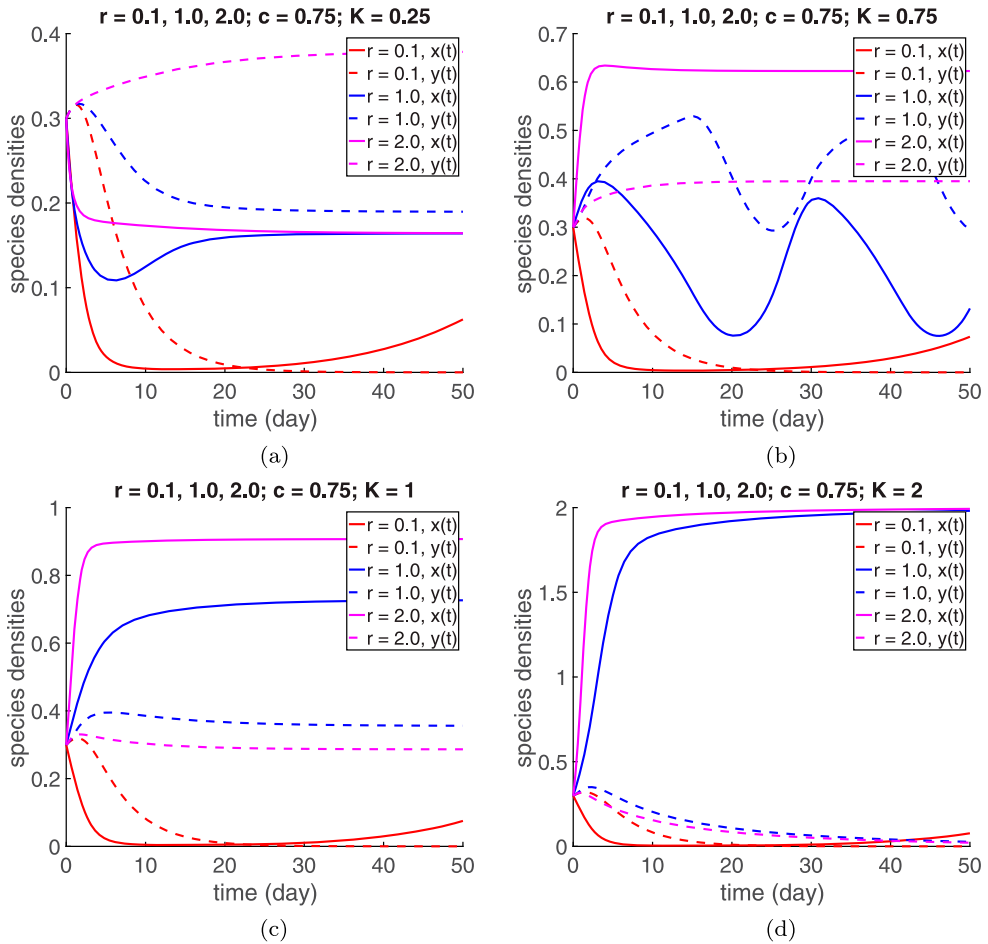 r = 0.1, 1.0, 2.0; c = 0.75; K = 0.25
species densities
0.4
0.3
0.2
0.1
0
0 10 20 30 40 50
time (day)
r = 0.1, x(t)
r = 0.1, y(t)
r = 1.0, x(t)
r = 1.0, y(t)
r = 2.0, x(t)
r = 2.0, y(t)
(a)
r = 0.1, 1.0, 2.0; c = 0.75; K = 0.75
species densities
0.7
0.6
0.5
0.4
0.3
0.2
0.1
0
0 10 20 30 40 50
time (day)
r = 0.1, x(t)
r = 0.1, y(t)
r = 1.0, x(t)
r = 1.0, y(t)
r = 2.0, x(t)
r = 2.0, y(t)
(b)
r = 0.1, 1.0, 2.0; c = 0.75; K = 1
species densities
1
0.8
0.6
0.4
0.2
0
0 10 20 30 40 50
time (day)
r = 0.1, x(t)
r = 0.1, y(t)
r = 1.0, x(t)
r = 1.0, y(t)
r = 2.0, x(t)
r = 2.0, y(t)
(c)
r = 0.1, 1.0, 2.0; c = 0.75; K = 2
species densities
2
1.5
1
0.5
0
0 10 20 30 40 50
time (day)
r = 0.1, x(t)
r = 0.1, y(t)
r = 1.0, x(t)
r = 1.0, y(t)
r = 2.0, x(t)
r = 2.0, y(t)
(d)